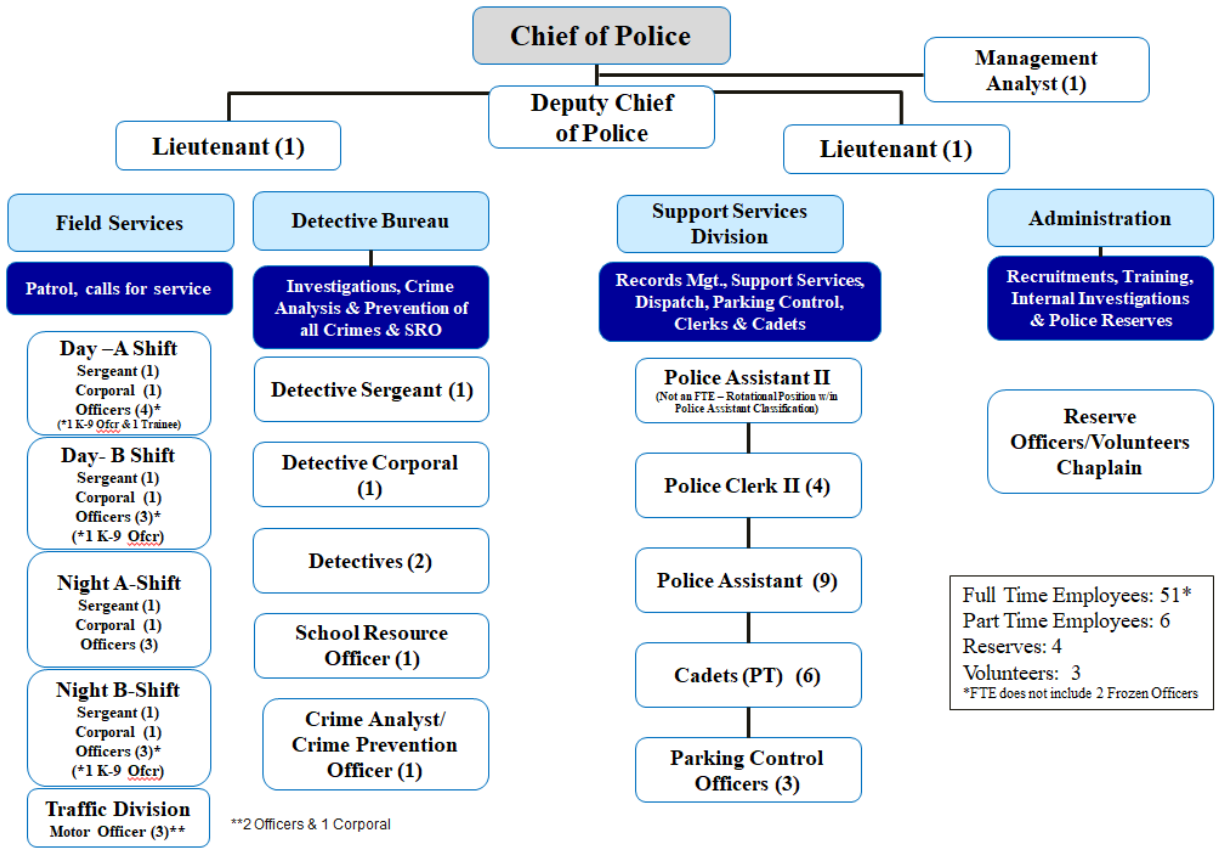 Chief of Police
Management
Analyst (1)
Deputy Chief
of Police
Lieutenant (1)
Lieutenant (1)
Field Services
Patrol, calls for service
Day –A Shift
Sergeant (1)
Corporal (1)
Officers (4)*
(*1 K-9 Ofcr & 1 Trainee)
Day- B Shift
Sergeant (1)
Corporal (1)
Officers (3)*
(*1 K-9 Ofcr)
Night A-Shift
Sergeant (1)
Corporal (1)
Officers (3)
Night B-Shift
Sergeant (1)
Corporal (1)
Officers (3)*
(*1 K-9 Ofcr)
Traffic Division
Motor Officer (3)**
**2 Officers & 1 Corporal
Detective Bureau
Investigations, Crime
Analysis & Prevention of
all Crimes & SRO
Detective Sergeant (1)
Detective Corporal
(1)
Detectives (2)
School Resource
Officer (1)
Crime Analyst/
Crime Prevention
Officer (1)
Support Services
Division
Records Mgt., Support Services,
Dispatch, Parking Control,
Clerks & Cadets
Police Assistant II
(Not an FTE – Rotational Position w/in
Police Assistant Classification)
Police Clerk II (4)
Police Assistant (9)
Cadets (PT) (6)
Parking Control
Officers (3)
Administration
Recruitments, Training,
Internal Investigations
& Police Reserves
Reserve
Officers/Volunteers
Chaplain
Full Time Employees: 51*
Part Time Employees: 6
Reserves: 4
Volunteers: 3
*FTE does not include 2 Frozen Officers